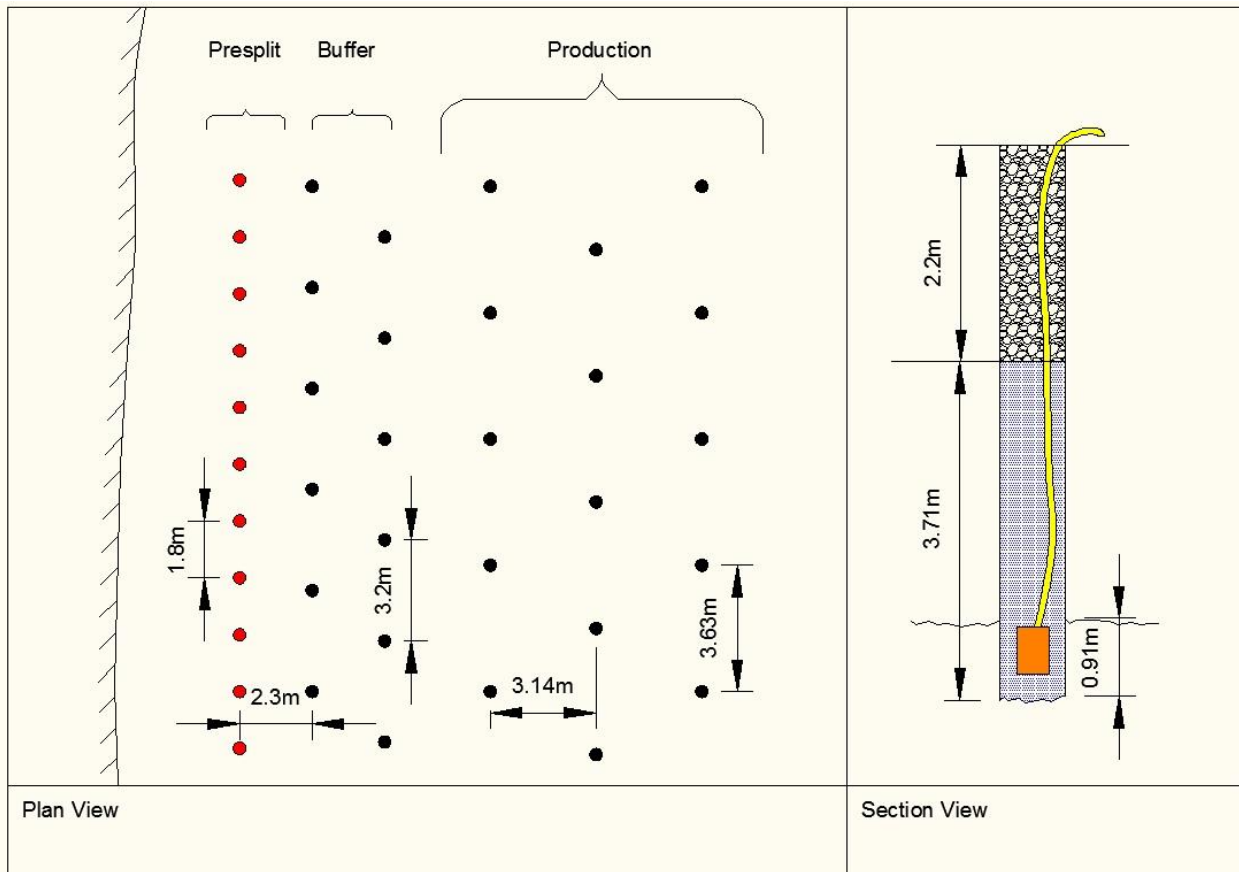 Presplit
Buffer
Production
1.8m
3.2m
2.3m
3.14m
3.63m
2.2m
3.71m
0.91m
Plan View
Section View